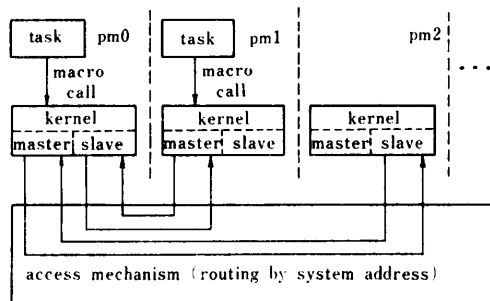 task pm0 task pm1 pm2
macro call macro call . . .
kernel kernel kernel
master slave master slave master slave
access mechanism (routing by system address)